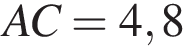 AC = 4,8